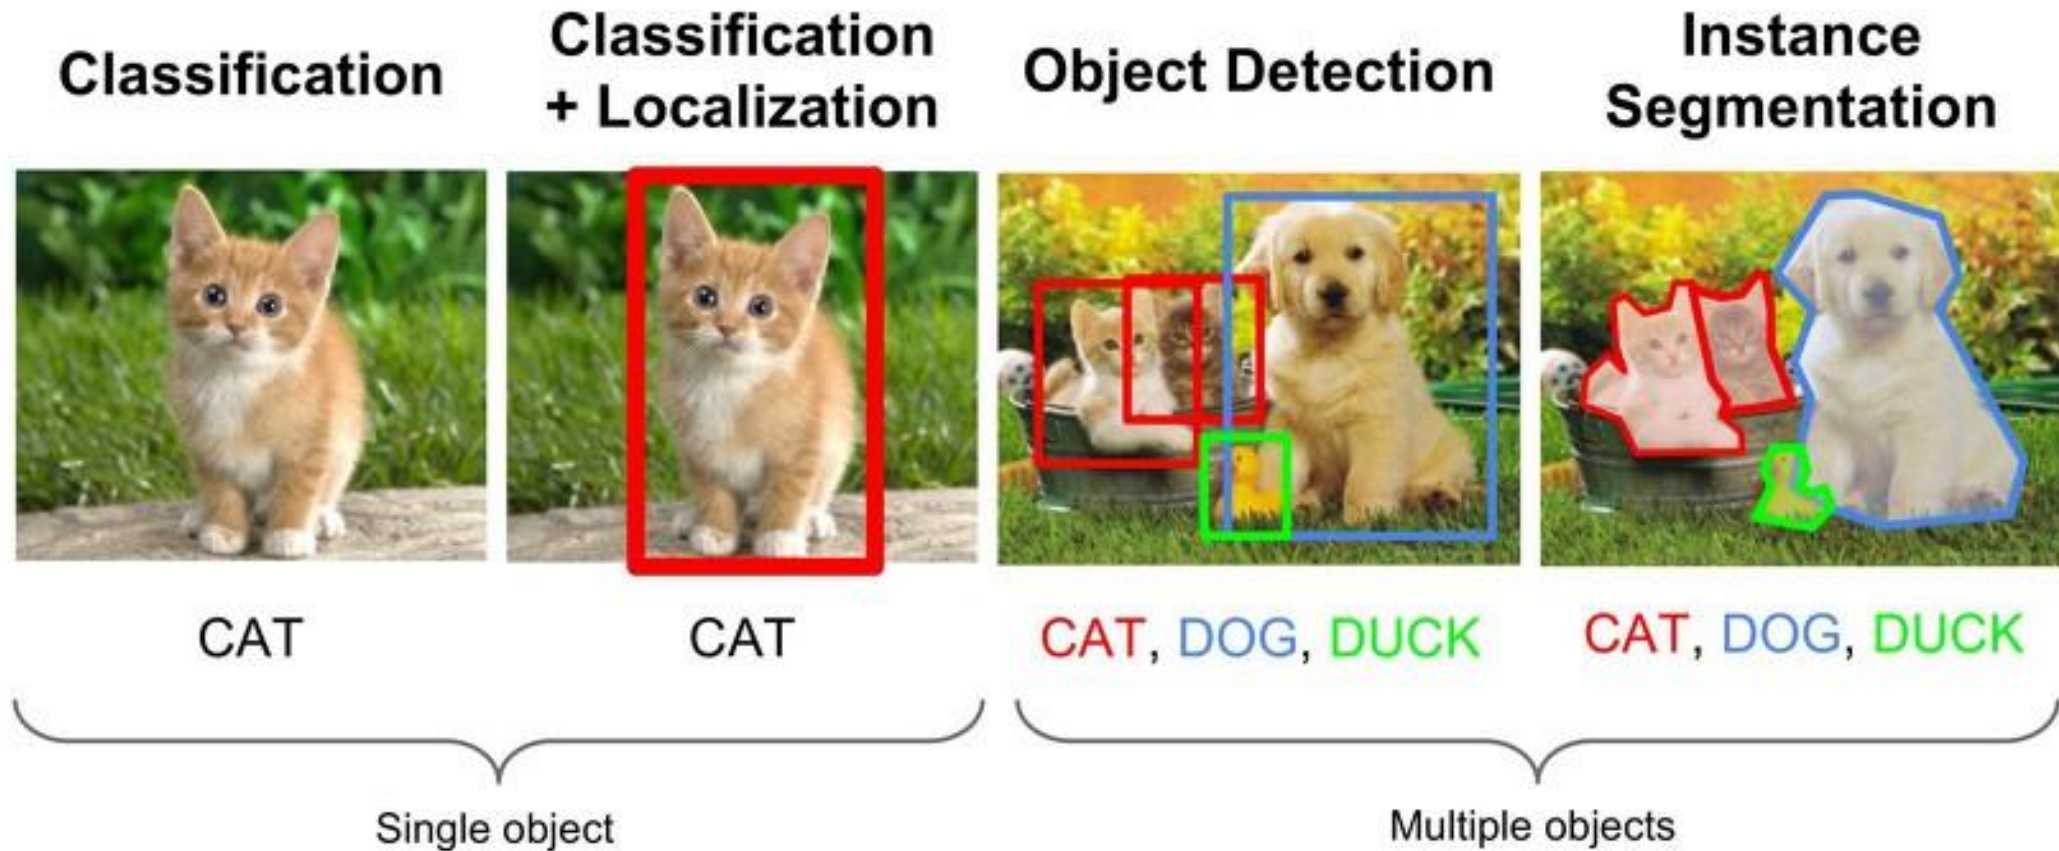 Classification
Classification
+ Localization
Object Detection
Instance
Segmentation
CAT
CAT
CAT, DOG, DUCK
CAT, DOG, DUCK
Single object
Multiple objects